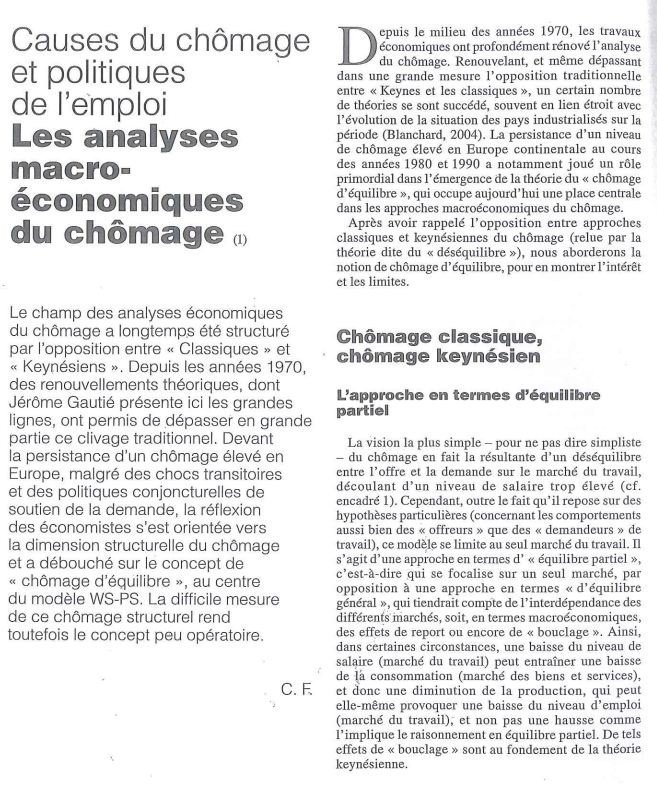 Causes du chômage
et politiques
de l'emploi
Les analyses
macro-
économiques
du chômage (1)
Le champ des analyses économiques
du chômage a longtemps été structuré
par l'opposition entre « Classiques » et
« Keynésiens ». Depuis les années 1970,
des renouvellements théoriques, dont
Jérôme Gautié présente ici les grandes
lignes, ont permis de dépasser en grande
partie ce clivage traditionnel. Devant
la persistance d'un chômage élevé en
Europe, malgré des chocs transitoires
et des politiques conjoncturelles de
soutien de la demande, la réflexion
des économistes s'est orientée vers
la dimension structurelle du chômage
et a débouché sur le concept de
« chômage d'équilibre », au centre
du modèle WS-PS. La difficile mesure
de ce chômage structurel rend
toutefois le concept peu opératoire.
C. F.
Depuis le milieu des années 1970, les travaux
économiques ont profondément rénové l'analyse
du chômage. Renouvelant, et même dépassant
dans une grande mesure l'opposition traditionnelle
entre « Keynes et les classiques », un certain nombre
de théories se sont succédé, souvent en lien étroit avec
l'évolution de la situation des pays industrialisés sur la
période (Blanchard, 2004). La persistance d'un niveau
de chômage élevé en Europe continentale au cours
des années 1980 et 1990 a notamment joué un rôle
primordial dans l'émergence de la théorie du « chômage
d'équilibre », qui occupe aujourd'hui une place centrale
dans les approches macroéconomiques du chômage.
Après avoir rappelé l'opposition entre approches
classiques et keynésiennes du chômage (relue par la
théorie dite du « déséquilibre »), nous aborderons la
notion de chômage d'équilibre, pour en montrer l'intérêt
et les limites.
Chômage classique,
chômage keynésien
L'approche en termes d'équilibre
partiel
La vision la plus simple – pour ne pas dire simpliste
– du chômage en fait la résultante d'un déséquilibre
entre l'offre et la demande sur le marché du travail,
découlant d'un niveau de salaire trop élevé (cf.
encadré 1). Cependant, outre le fait qu'il repose sur des
hypothèses particulières (concernant les comportements
aussi bien des « offreurs » que des « demandeurs » de
travail), ce modèle se limite au seul marché du travail. Il
s'agit d'une approche en termes d' « équilibre partiel »,
c'est-à-dire qui se focalise sur un seul marché, par
opposition à une approche en termes « d'équilibre
général », qui tiendrait compte de l'interdépendance des
différents marchés, soit, en termes macroéconomiques,
des effets de report ou encore de « bouclage ». Ainsi,
dans certaines circonstances, une baisse du niveau de
salaire (marché du travail) peut entraîner une baisse
de la consommation (marché des biens et services),
et donc une diminution de la production, qui peut
elle-même provoquer une baisse du niveau d'emploi
(marché du travail), et non pas une hausse comme
l'implique le raisonnement en équilibre partiel. De tels
effets de « bouclage » sont au fondement de la théorie
keynésienne.